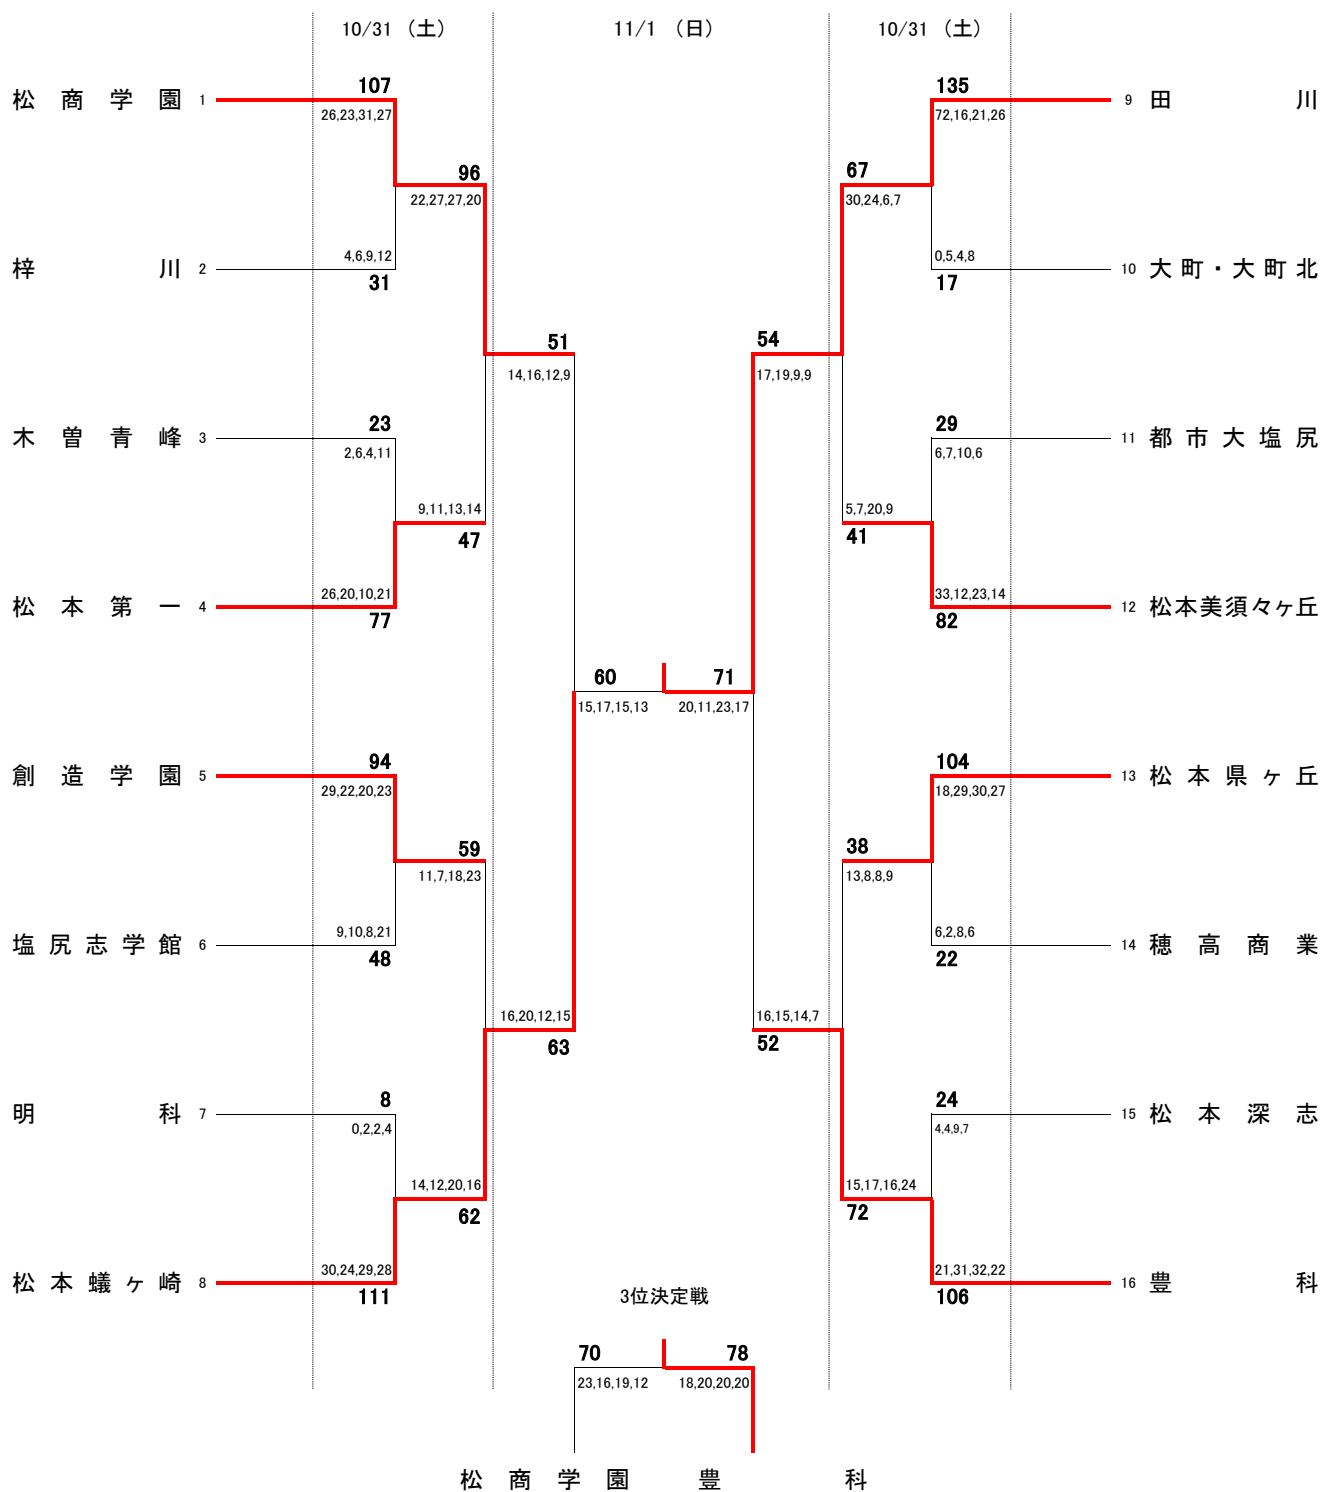 10/31 （土） 11/1 （日） 10/31 （土）
107 135
松商学園 1 9 田川
26,23,31,27 72,16,21,26
96 67
22,27,27,20 30,24,6,7
4,6,9,12 0,5,4,8
梓川 2 10 大町・大町北
31 17
51 54
14,16,12,9 17,19,9,9
23 29
木曽青峰 3 11 都市大塩尻
2,6,4,11 6,7,10,6
9,11,13,14 5,7,20,9
47 41
26,20,10,21 33,12,23,14
松本第一 4 12 松本美須々ヶ丘
77 82
60 71
15,17,15,13 20,11,23,17
94 104
創造学園 5 13 松本県ヶ丘
29,22,20,23 18,29,30,27
59 38
11,7,18,23 13,8,8,9
9,10,8,21 6,2,8,6
塩尻志学館 6 14 穂高商業
48 22
16,20,12,15 16,15,14,7
63 52
8 24
明科 7 15 松本深志
0,2,2,4 4,4,9,7
14,12,20,16 15,17,16,24
62 72
30,24,29,28 21,31,32,22
松本蟻ヶ崎 8 16 豊科
111 106
3位決定戦
70 78
23,16,19,12 18,20,20,20
松商学園 豊科